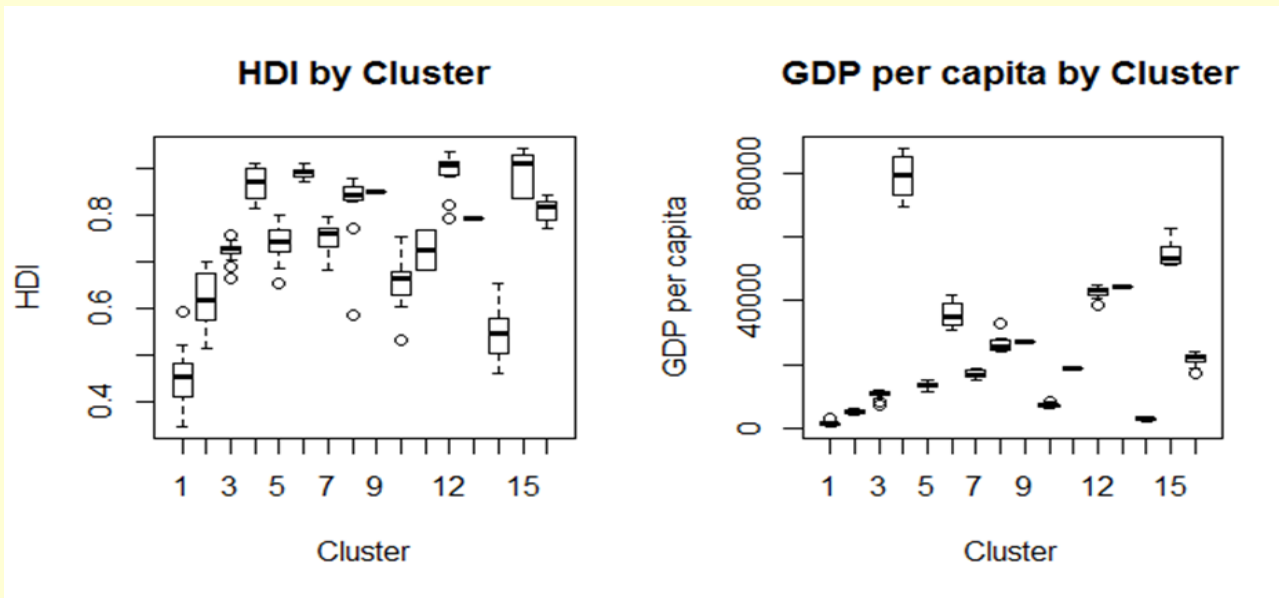 HDI by Cluster
HDI
0.8
0.6
0.4
1 3 5 7 9 12 15
Cluster
GDP per capita by Cluster
GDP per capita
80000
40000
0
1 3 5 7 9 12 15
Cluster